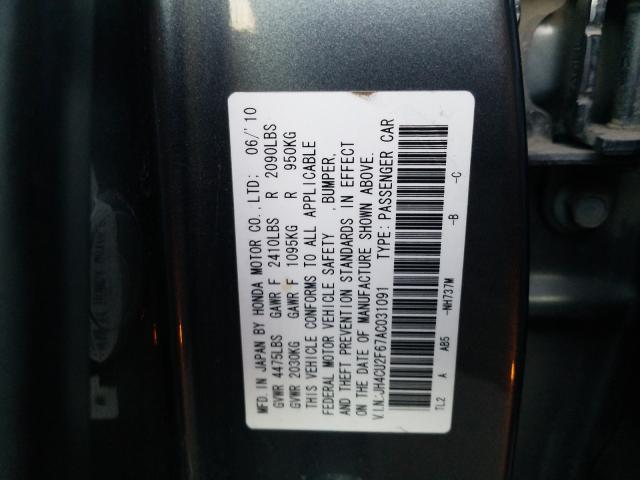 MFD. IN JAPAN BY HONDA MOTOR CO.,LTD: 06/'10
GVWR 4475LBS GAWR F 2410LBS R 2090LBS
GVWR 2030KG GAWR F 1095KG R 950KG
THIS VEHICLE CONFORMS TO ALL APPLICABLE
FEDERAL MOTOR VEHICLE SAFETY ,BUMPER,
AND THEFT PREVENTION STANDARDS IN EFFECT
ON THE DATE OF MANUFACTURE SHOWN ABOVE.
V.I.N:JH4CU2F67AC031091 TYPE: PASSENGER CAR
TL2 A AB5 -NH737M -B -C